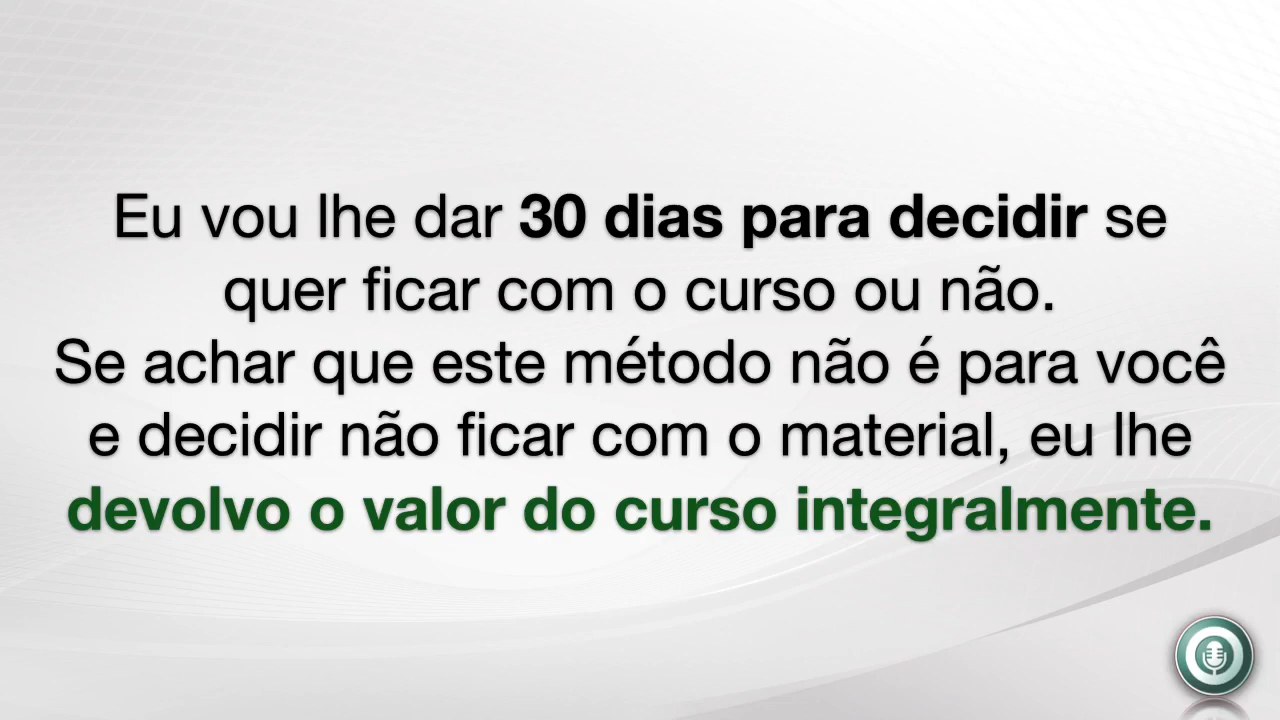 Eu vou lhe dar 30 dias para decidir se
quer ficar com o curso ou não.
Se achar que este método não é para você
e decidir não ficar com o material, eu lhe
devolvo o valor do curso integralmente.